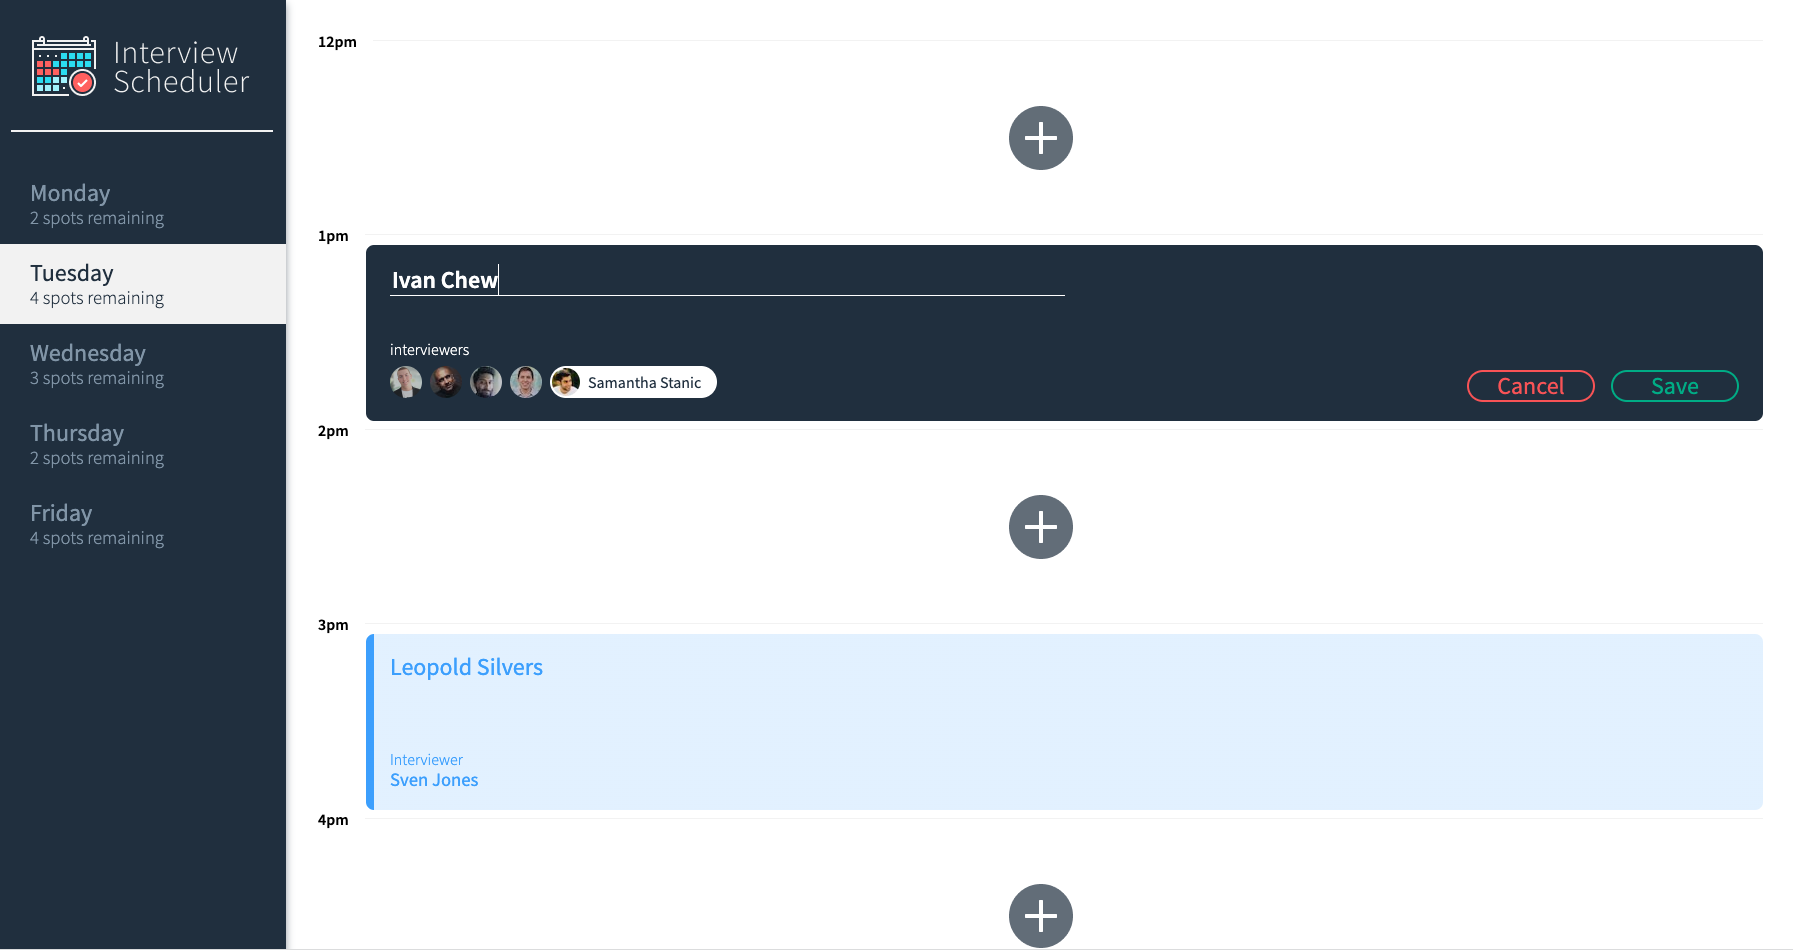 Interview
Scheduler
Monday
2 spots remaining
Tuesday
4 spots remaining
Wednesday
3 spots remaining
Thursday
2 spots remaining
Friday
4 spots remaining
12pm
1pm
Ivan Chew
interviewers
Samantha Stanic
Cancel
Save
2pm
3pm
Leopold Silvers
Interviewer
Sven Jones
4pm